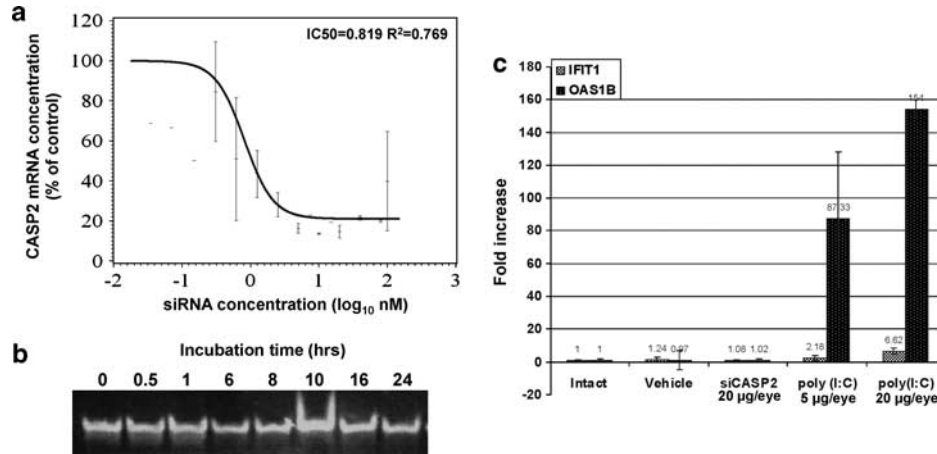 a
IC50=0.819 R²=0.769
CASP2 mRNA concentration
(% of control)
120
100
80
60
40
20
0
-2 -1 0 1 2 3
siRNA concentration (log₁₀ nM)
b
Incubation time (hrs)
0 0.5 1 6 8 10 16 24
c
IFIT1
OAS1B
Fold increase
180
160
140
120
100
80
60
40
20
0
-20
1 1 1.24 0.97 1.08 1.02 2.18 87.33 6.62 154
Intact Vehicle siCASP2 poly (I:C) poly(I:C)
20 µg/eye 5 µg/eye 20 µg/eye